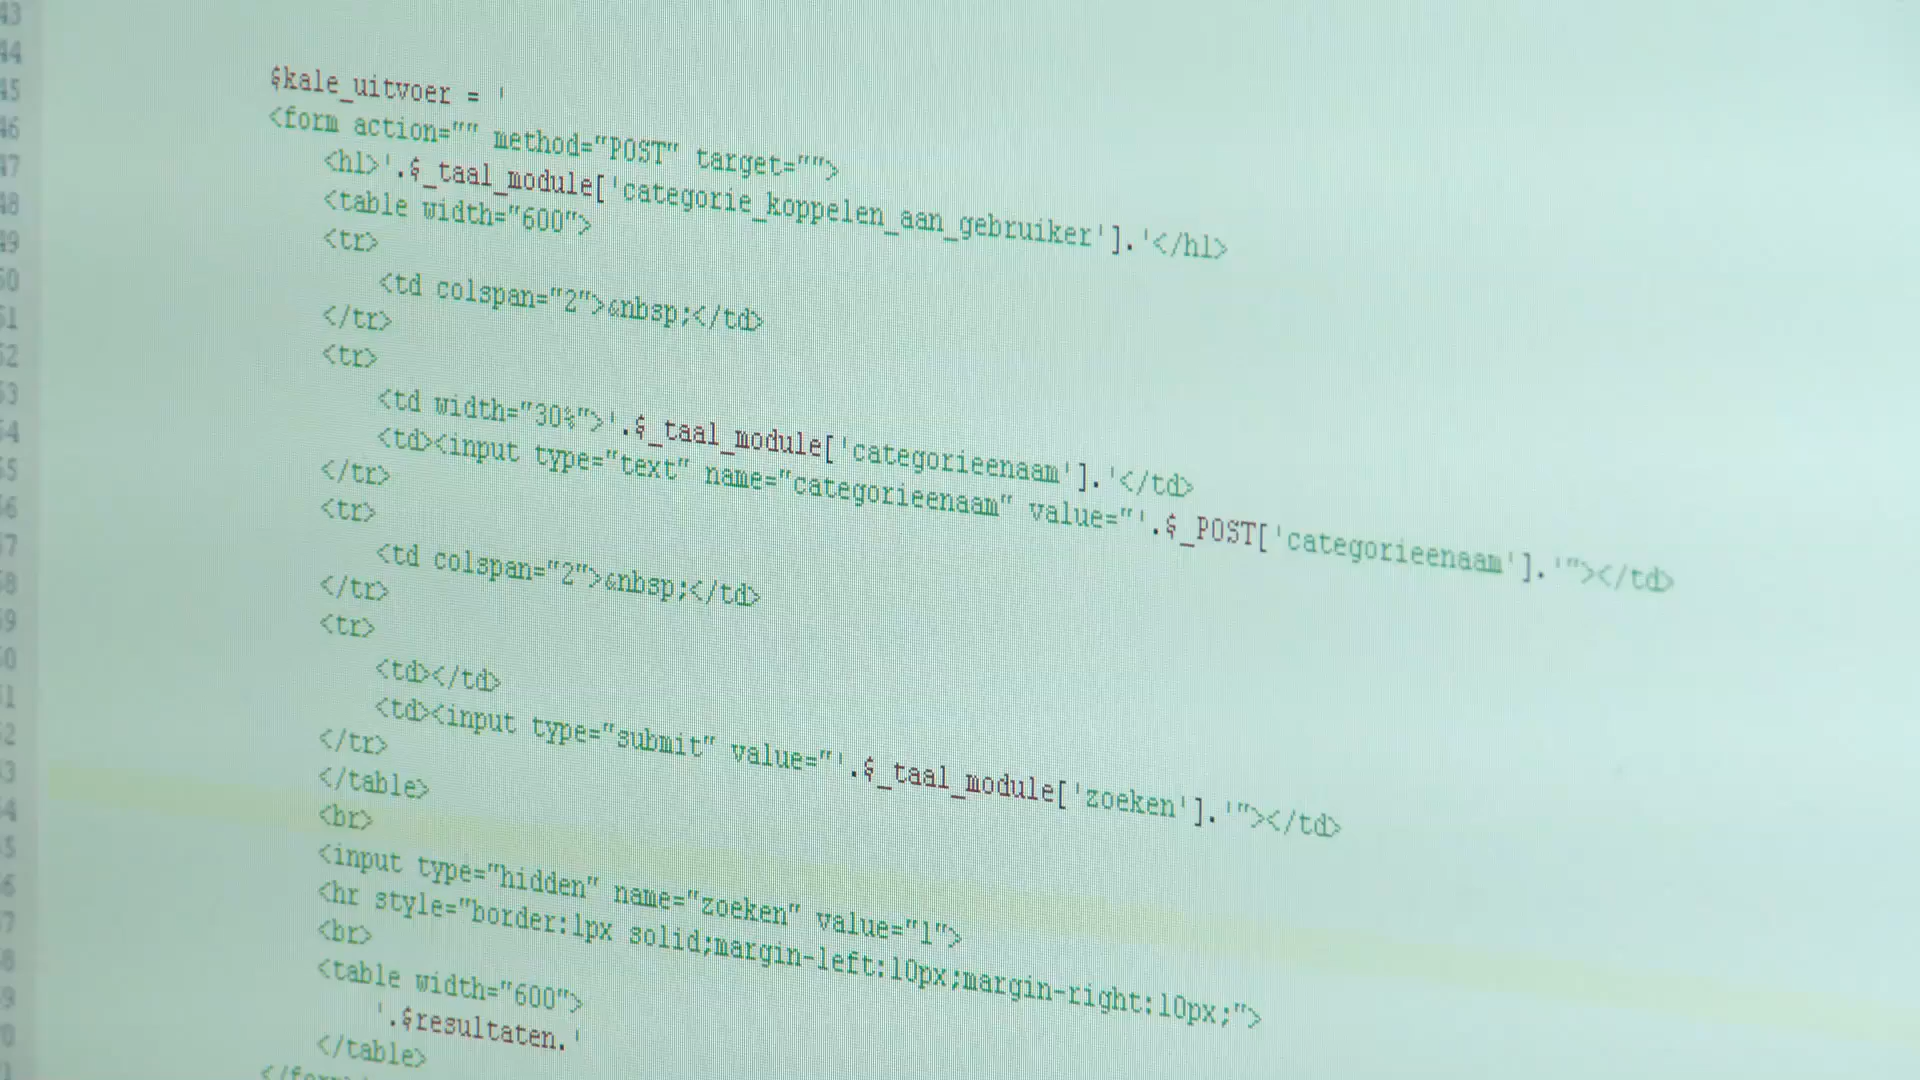 $kale_uitvoer = '
<form action="" method="POST" target="">
<h1>'.$_taal_module['categorie_koppelen_aan_gebruiker'].'</h1>
<table width="600">
<tr>
<td colspan="2">&nbsp;</td>
</tr>
<tr>
<td width="30%">'.$_taal_module['categorieenaam'].'</td>
<td><input type="text" name="categorieenaam" value="'.$_POST['categorieenaam'].'"></td>
</tr>
<tr>
<td colspan="2">&nbsp;</td>
</tr>
<tr>
<td></td>
<td><input type="submit" value="'.$_taal_module['zoeken'].'"></td>
</tr>
</table>
<br>
<input type="hidden" name="zoeken" value="1">
<hr style="border:1px solid;margin-left:10px;margin-right:10px;">
<br>
<table width="600">
'.$resultaten.'
</table>